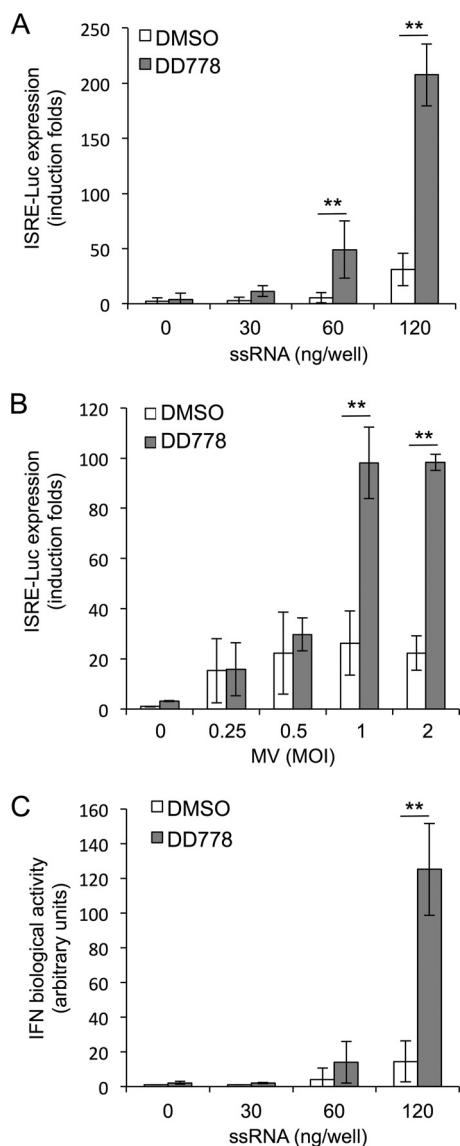 A
DMSO
DD778
ISRE-Luc expression
(induction folds)
250
200
150
100
50
0
**
**
0 30 60 120
ssRNA (ng/well)
B
DMSO
DD778
ISRE-Luc expression
(induction folds)
120
100
80
60
40
20
0
**
**
0 0.25 0.5 1 2
MV (MOI)
C
DMSO
DD778
IFN biological activity
(arbitrary units)
160
140
120
100
80
60
40
20
0
**
0 30 60 120
ssRNA (ng/well)